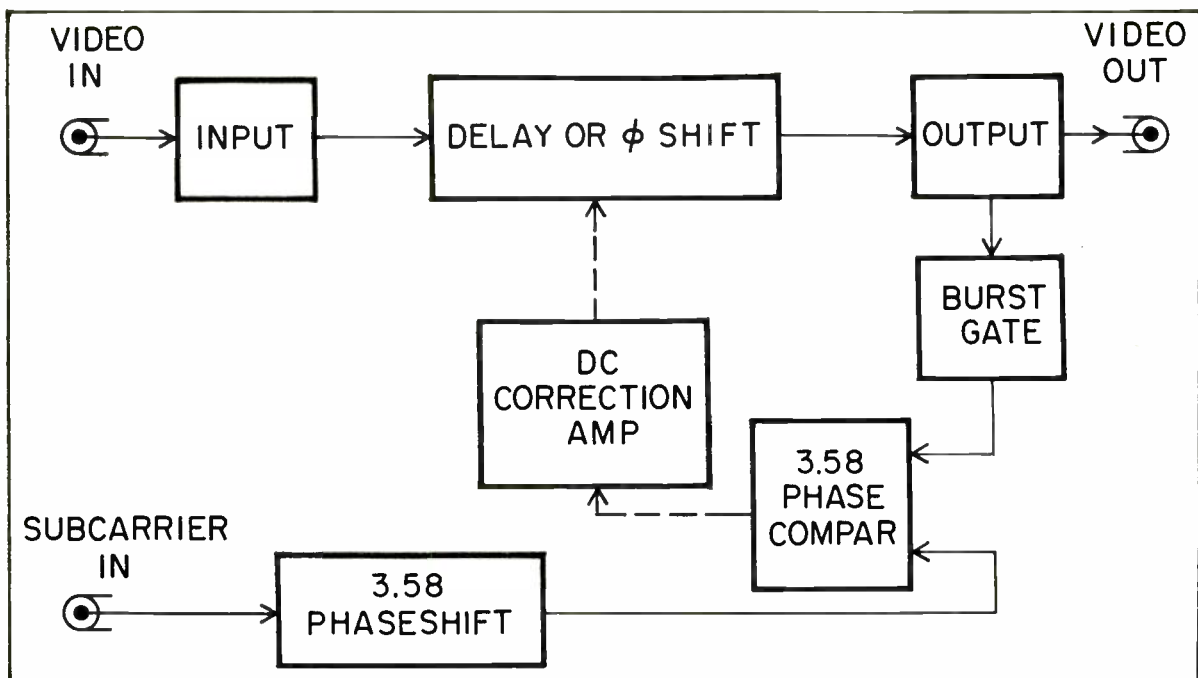 VIDEO
IN
VIDEO
OUT
INPUT
DELAY OR ϕ SHIFT
OUTPUT
BURST
GATE
DC
CORRECTION
AMP
3.58
PHASE
COMPAR
SUBCARRIER
IN
3.58
PHASESHIFT